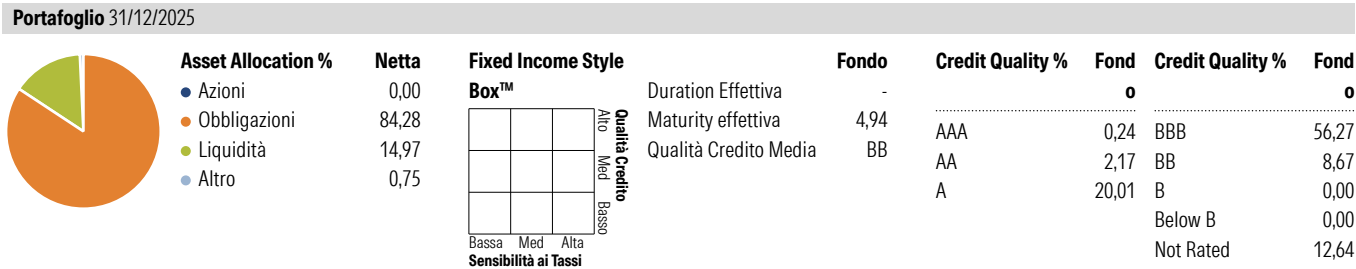 Portafoglio 31/12/2025
Asset Allocation % Netta
Azioni 0,00
Obbligazioni 84,28
Liquidità 14,97
Altro 0,75
Fixed Income Style Box™
Alto Med Basso
Qualità Credito
Bassa Med Alta
Sensibilità ai Tassi
Fondo
Duration Effettiva -
Maturity effettiva 4,94
Qualità Credito Media BB
Credit Quality % Fondo
AAA 0,24
AA 2,17
A 20,01
Credit Quality % Fondo
BBB 56,27
BB 8,67
B 0,00
Below B 0,00
Not Rated 12,64